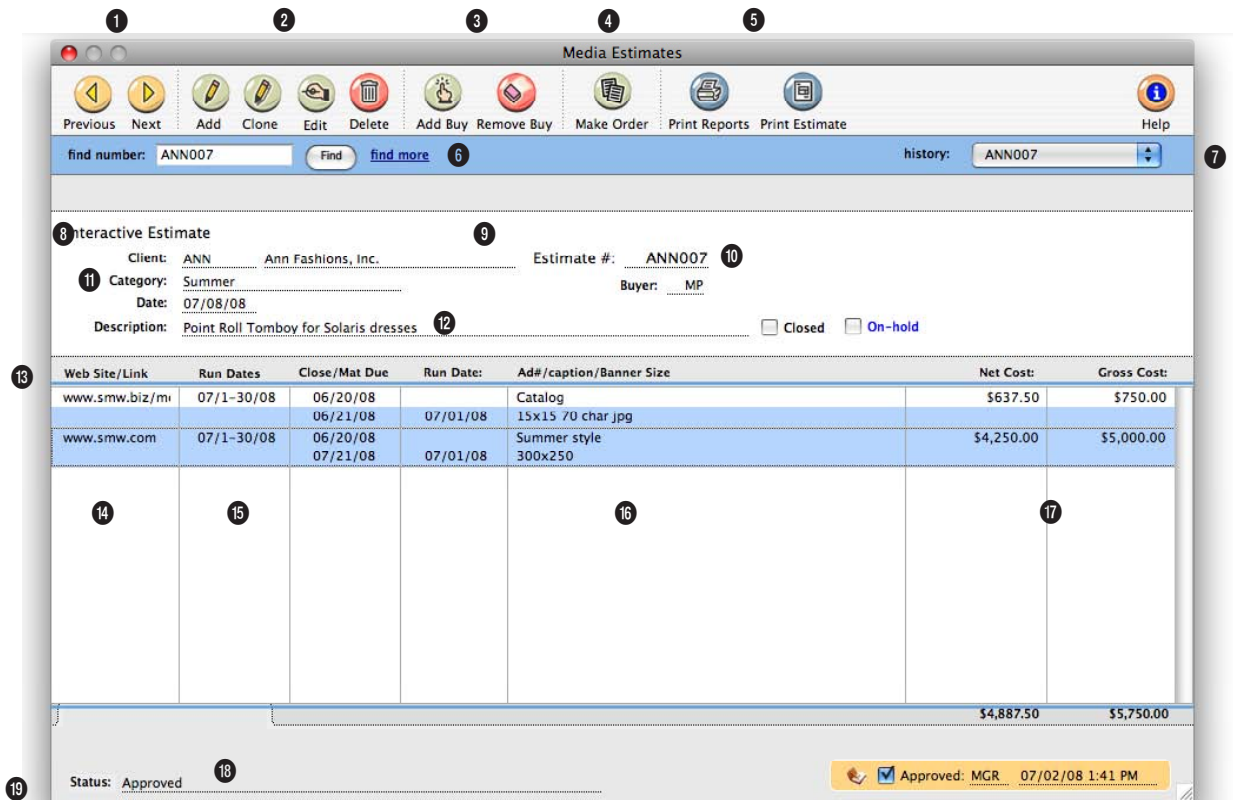 1 2 3 4 5
Media Estimates
Previous Next Add Clone Edit Delete Add Buy Remove Buy Make Order Print Reports Print Estimate Help
find number: ANN007 Find find more 6 history: ANN007 7
8 nteractive Estimate 9
Client: ANN Ann Fashions, Inc. Estimate #: ANN007 10
11 Category: Summer Buyer: MP
Date: 07/08/08
Description: Point Roll Tomboy for Solaris dresses 12 Closed On-hold
13 Web Site/Link Run Dates Close/Mat Due Run Date: Ad#/caption/Banner Size Net Cost: Gross Cost:
www.smw.biz/m 07/1-30/08 06/20/08 Catalog $637.50 $750.00
06/21/08 07/01/08 15x15 70 char jpg
www.smw.com 07/1-30/08 06/20/08 Summer style $4,250.00 $5,000.00
07/21/08 07/01/08 300x250
14 15 16 17
$4,887.50 $5,750.00
19 Status: Approved 18 Approved: MGR 07/02/08 1:41 PM